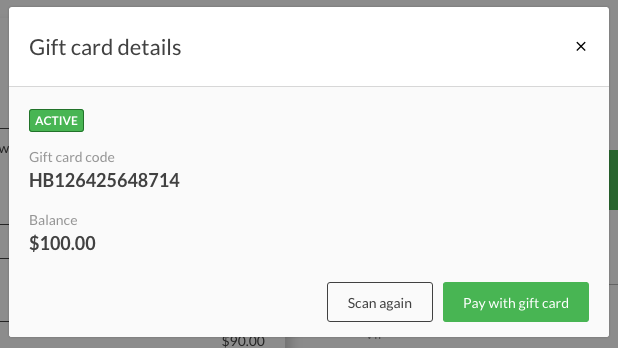 Gift card details
×
ACTIVE
Gift card code
HB126425648714
Balance
$100.00
Scan again
Pay with gift card
$90.00